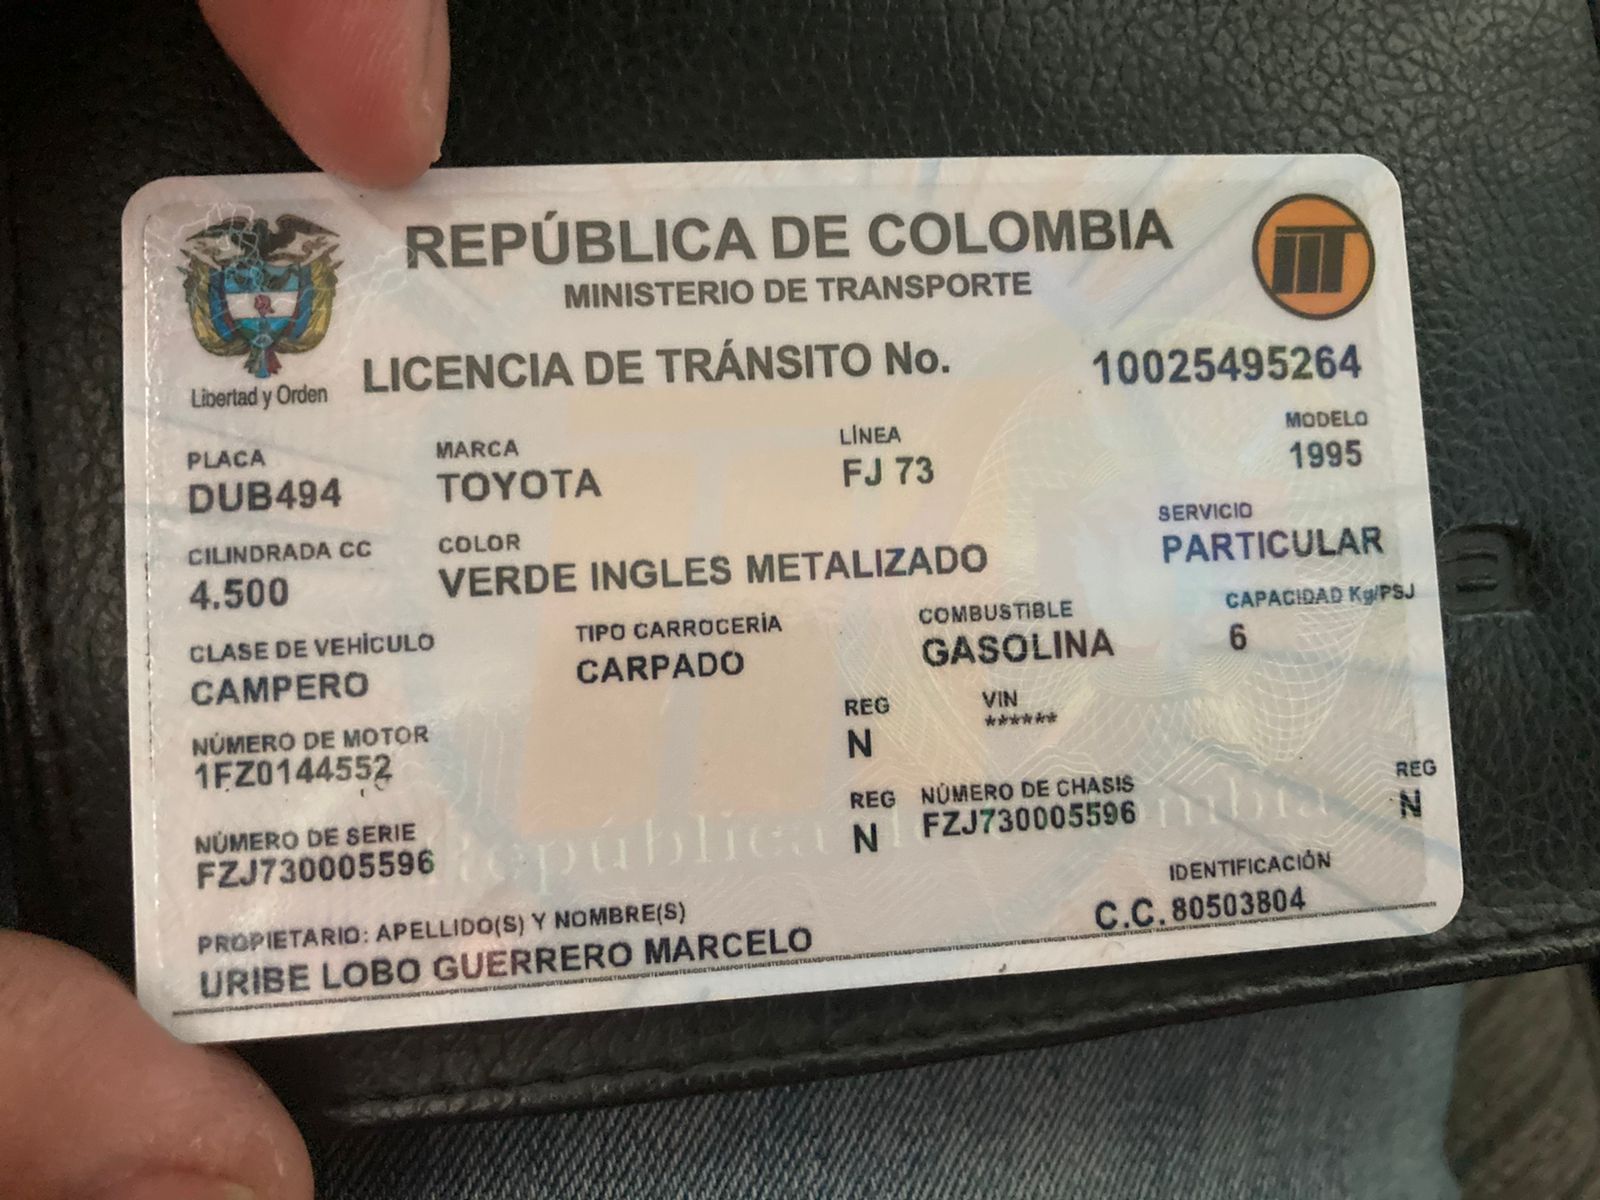 REPÚBLICA DE COLOMBIA
MINISTERIO DE TRANSPORTE
Libertad y Orden
LICENCIA DE TRÁNSITO No. 10025495264
PLACA MARCA LÍNEA MODELO
DUB494 TOYOTA FJ 73 1995
CILINDRADA CC COLOR SERVICIO
4.500 VERDE INGLES METALIZADO PARTICULAR
CLASE DE VEHÍCULO TIPO CARROCERÍA COMBUSTIBLE CAPACIDAD Kg/PSJ
CAMPERO CARPADO GASOLINA 6
NÚMERO DE MOTOR REG VIN
1FZ0144552 N ******
NÚMERO DE SERIE REG NÚMERO DE CHASIS REG
FZJ730005596 N FZJ730005596 N
República de Colombia
PROPIETARIO: APELLIDO(S) Y NOMBRE(S) IDENTIFICACIÓN
URIBE LOBO GUERRERO MARCELO C.C. 80503804